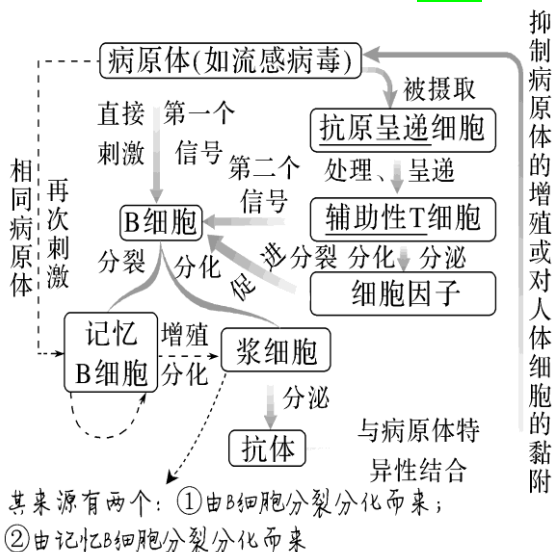 病原体(如流感病毒)
被摄取
抗原呈递细胞
处理、呈递
辅助性T细胞
分裂 分化 分泌
细胞因子
直接刺激
第一个信号
第二个信号
促进
B细胞
分裂 分化
相同病原体
再次刺激
记忆
B细胞
增殖
分化
浆细胞
分泌
抗体
与病原体特
异性结合
抑制病原体的增殖或对人体细胞的黏附
其来源有两个：①由B细胞分裂分化而来；
②由记忆B细胞分裂分化而来